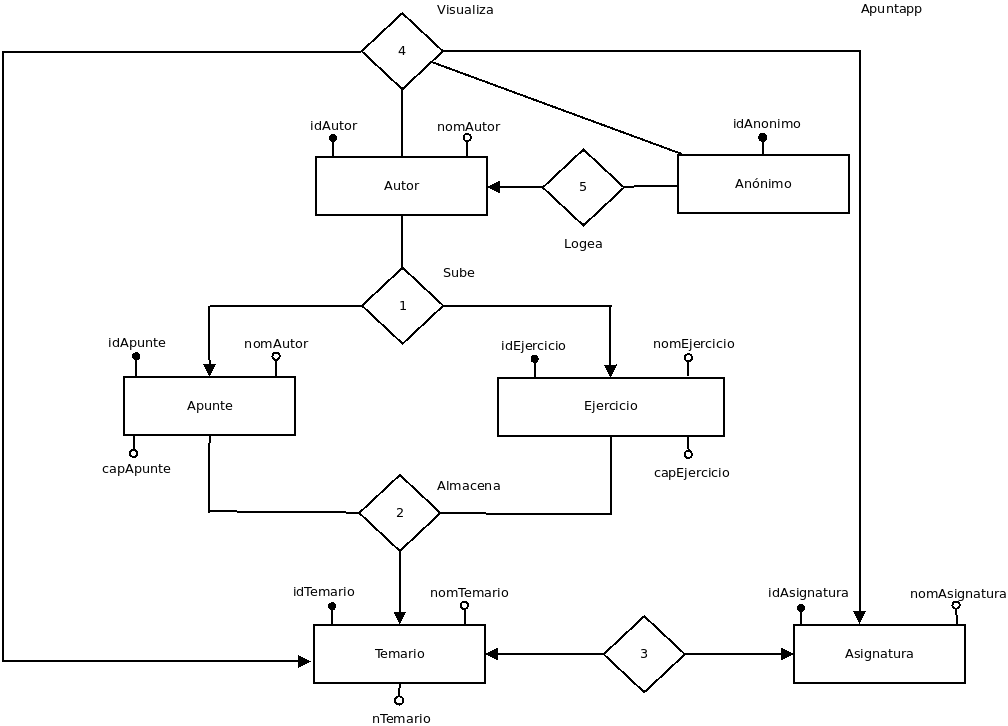 Visualiza
Apuntapp
4
idAutor
nomAutor
idAnonimo
Autor
5
Anónimo
Logea
Sube
1
idApunte
nomAutor
idEjercicio
nomEjercicio
Apunte
Ejercicio
capApunte
capEjercicio
Almacena
2
idTemario
nomTemario
idAsignatura
nomAsignatura
Temario
3
Asignatura
nTemario